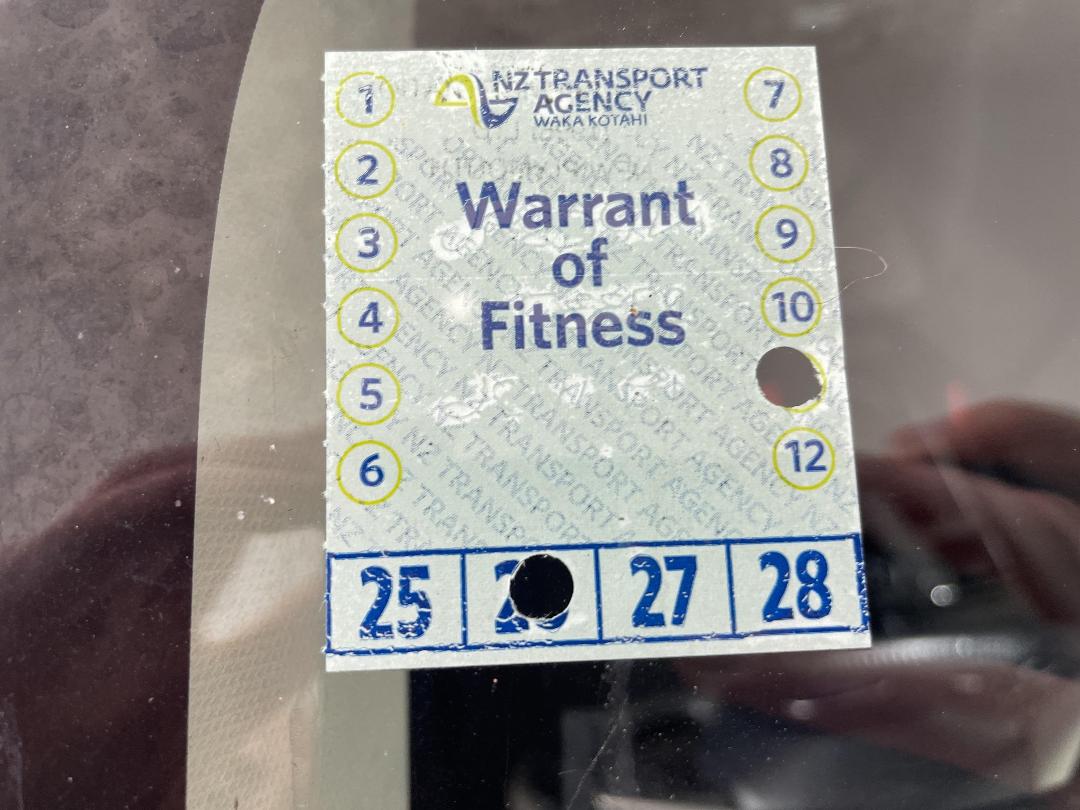 NZ TRANSPORT
AGENCY
WAKA KOTAHI
Warrant
of
Fitness
1
2
3
4
5
6
7
8
9
10
12
25
27
28